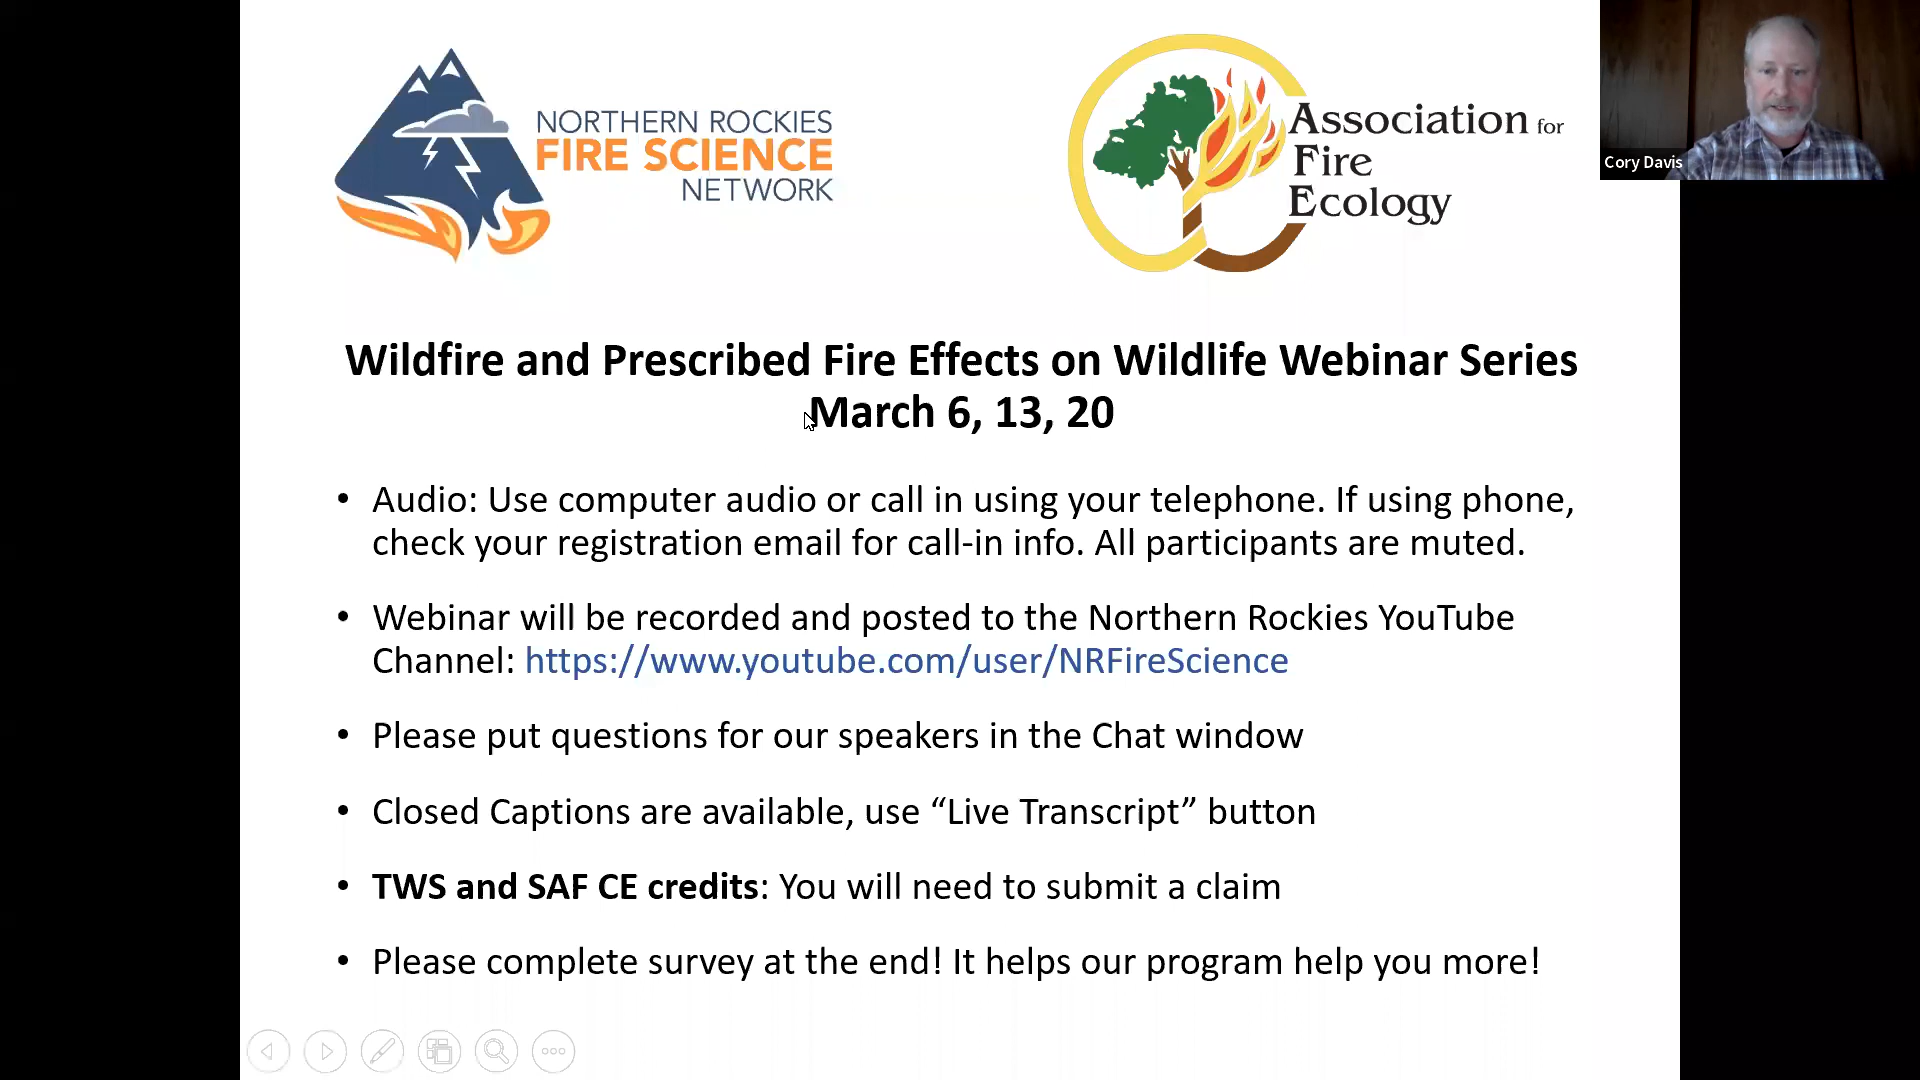 NORTHERN ROCKIES
FIRE SCIENCE
NETWORK
Association for
Fire
Ecology
Cory Davis
Wildfire and Prescribed Fire Effects on Wildlife Webinar Series
March 6, 13, 20
• Audio: Use computer audio or call in using your telephone. If using phone,
check your registration email for call-in info. All participants are muted.
• Webinar will be recorded and posted to the Northern Rockies YouTube
Channel: https://www.youtube.com/user/NRFireScience
• Please put questions for our speakers in the Chat window
• Closed Captions are available, use “Live Transcript” button
• TWS and SAF CE credits: You will need to submit a claim
• Please complete survey at the end! It helps our program help you more!